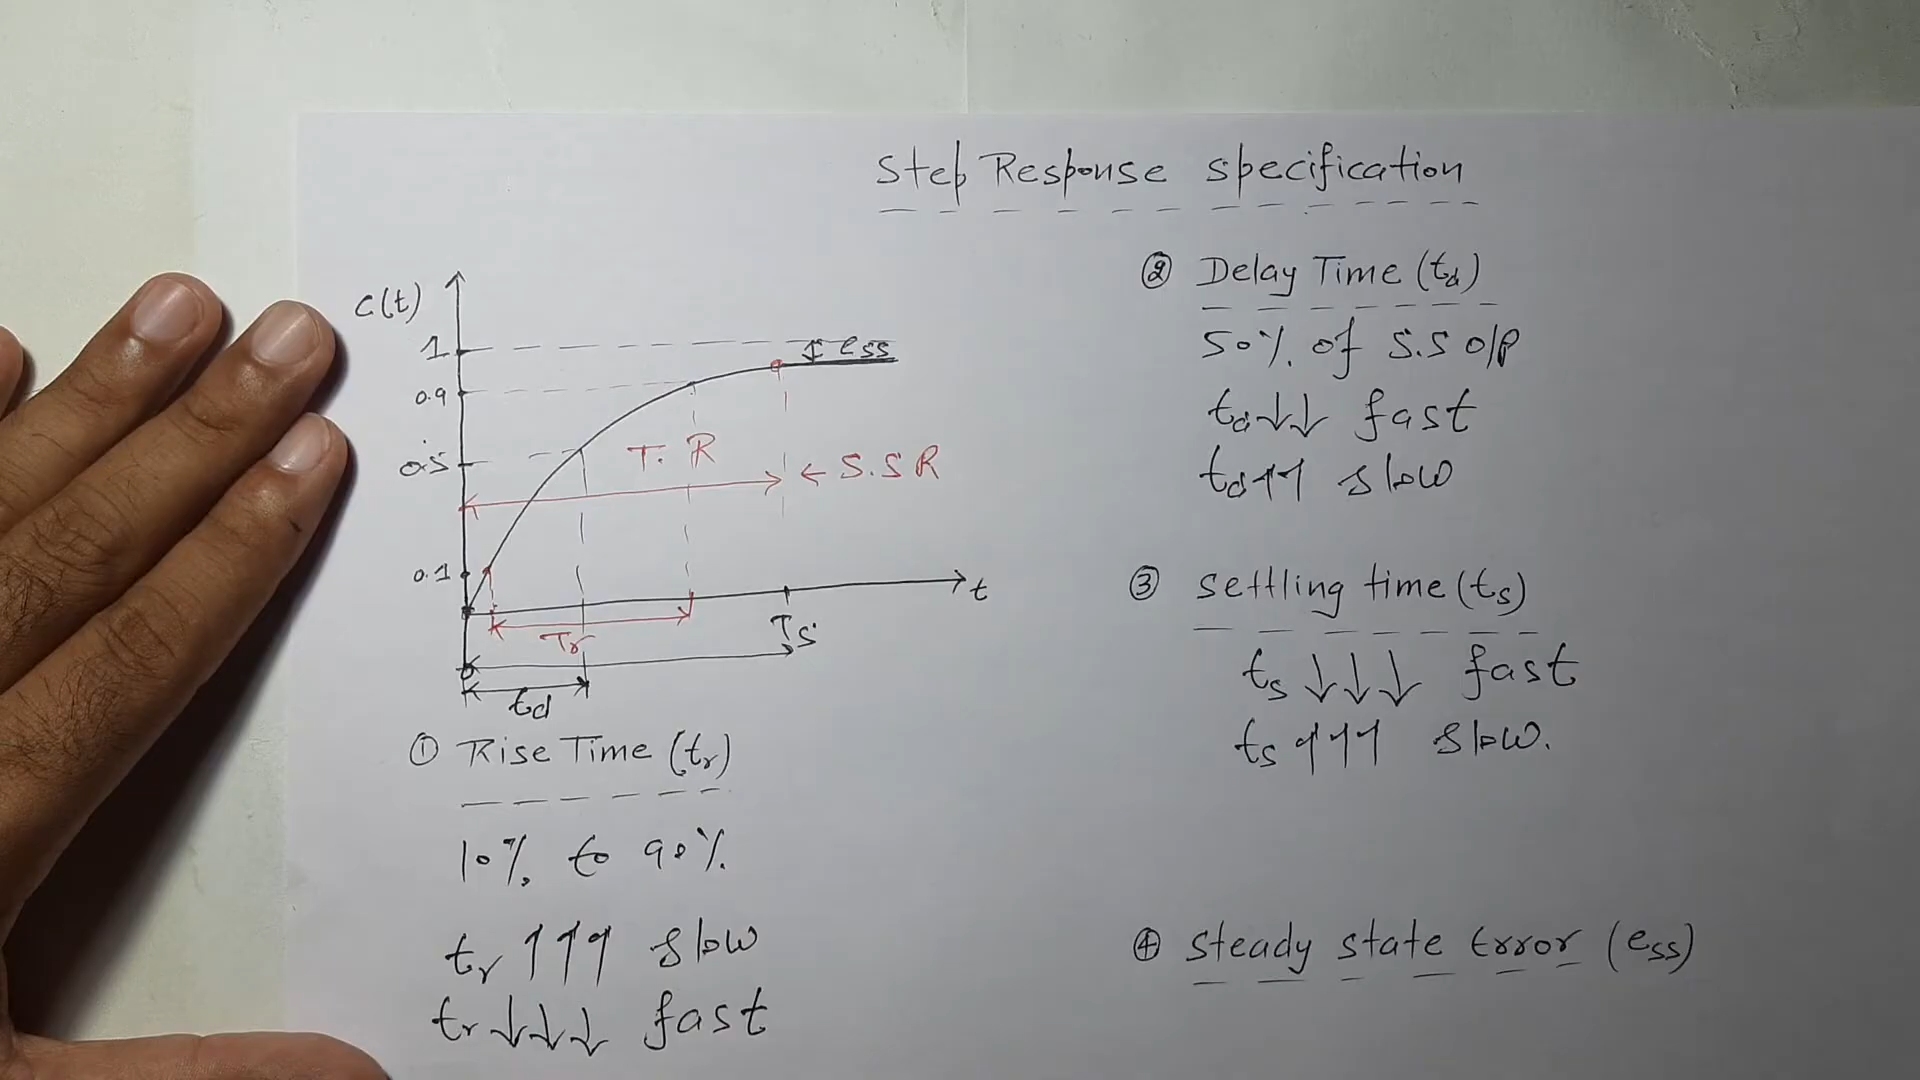 Step Response specification
c(t)
1
ess
0.9
0.5
T. R
← S.S R
0.1
t
Tr
Ts
td
① Rise Time (tr)
10% to 90%
tr ↑↑↑ slow
tr ↓↓↓ fast
② Delay Time (td)
50% of S.S O/P
td↓↓ fast
td↑↑ slow
③ Settling time (ts)
ts ↓↓↓ fast
ts ↑↑↑ slow.
④ Steady state Error (ess)